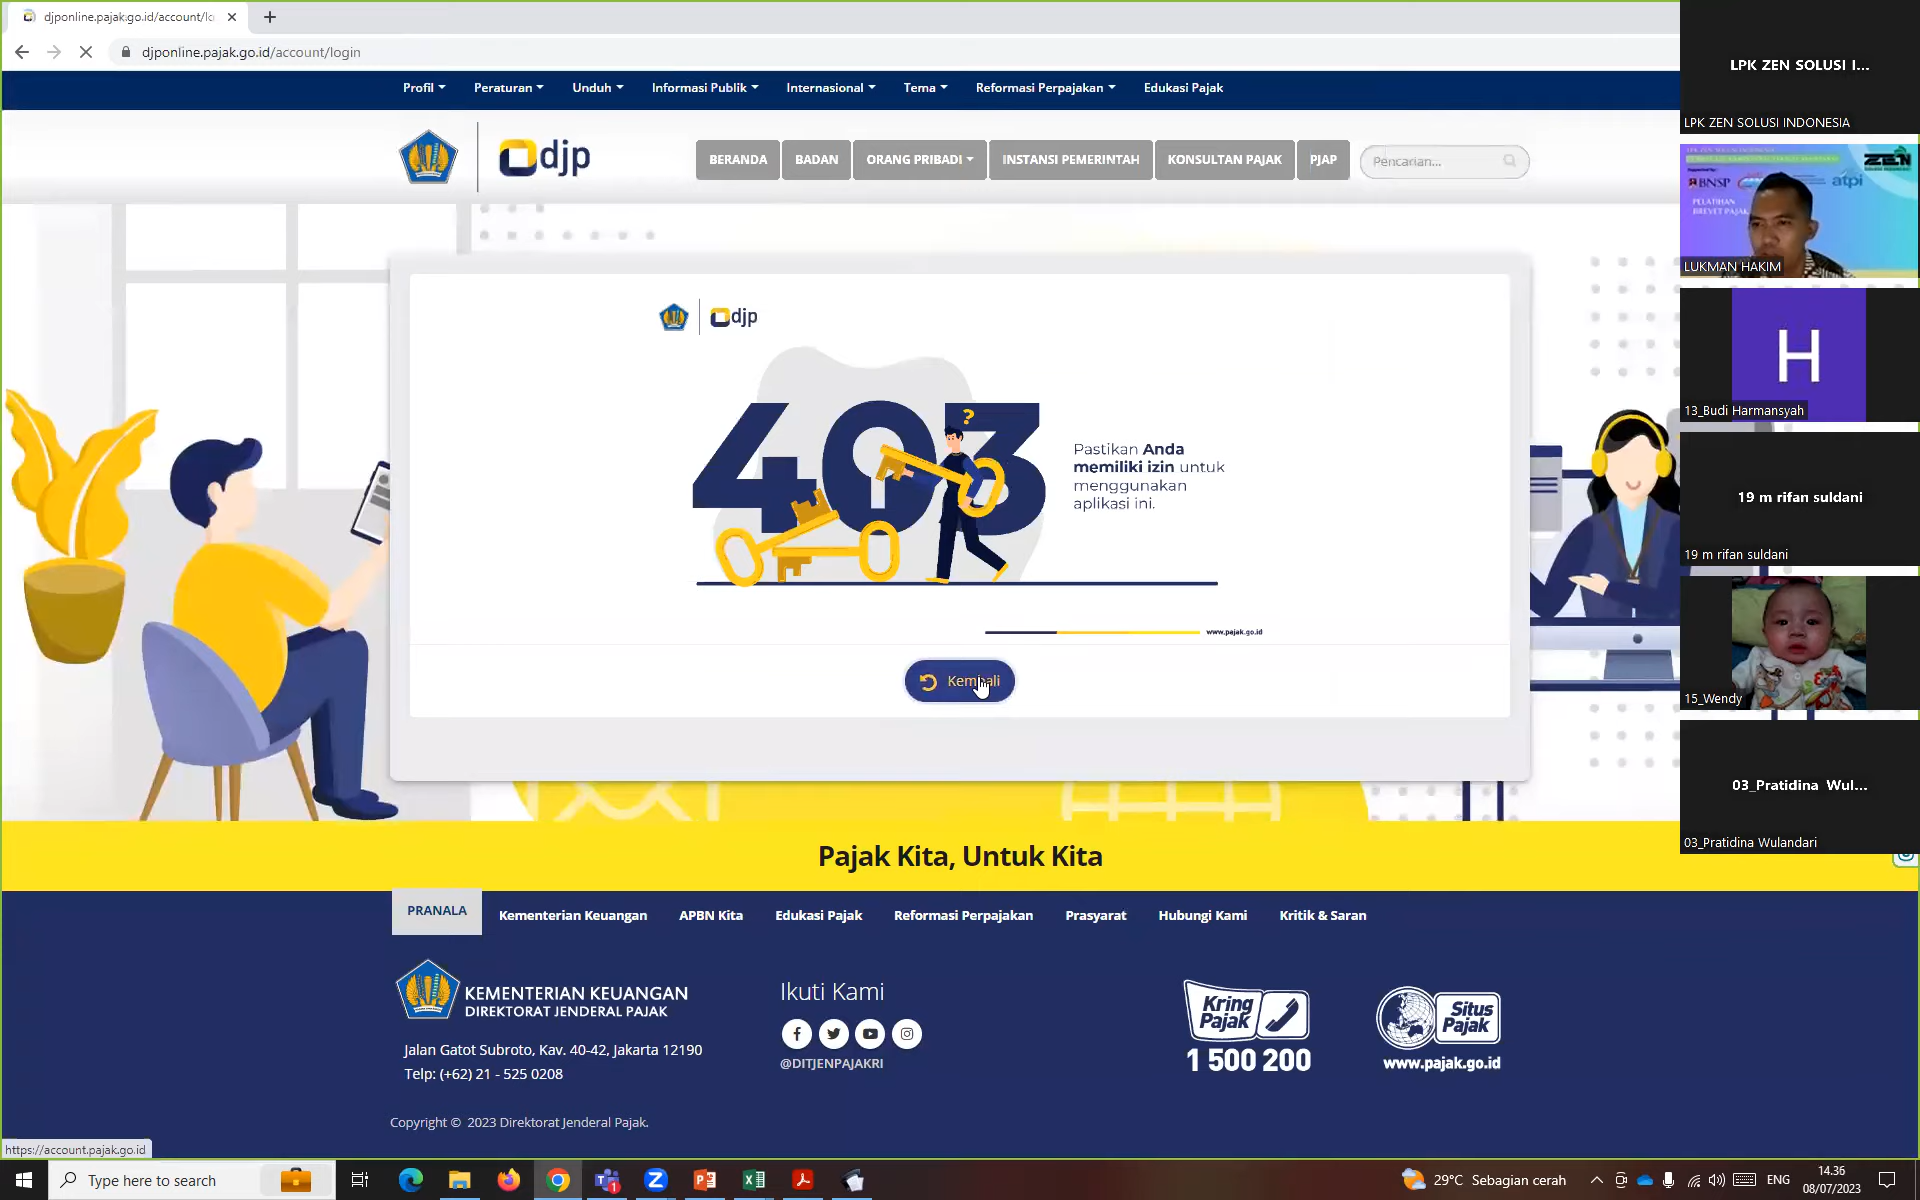 djponline.pajak.go.id/account/lo
djponline.pajak.go.id/account/login
Profil
Peraturan
Unduh
Informasi Publik
Internasional
Tema
Reformasi Perpajakan
Edukasi Pajak
djp
BERANDA
BADAN
ORANG PRIBADI
INSTANSI PEMERINTAH
KONSULTAN PAJAK
PJAP
Pencarian...
djp
403
?
Pastikan Anda
memiliki izin untuk
menggunakan
aplikasi ini.
www.pajak.go.id
Kembali
Pajak Kita, Untuk Kita
PRANALA
Kementerian Keuangan
APBN Kita
Edukasi Pajak
Reformasi Perpajakan
Prasyarat
Hubungi Kami
Kritik & Saran
KEMENTERIAN KEUANGAN
DIREKTORAT JENDERAL PAJAK
Jalan Gatot Subroto, Kav. 40-42, Jakarta 12190
Telp: (+62) 21 - 525 0208
Ikuti Kami
@DITJENPAJAKRI
Kring
Pajak
1 500 200
Situs
Pajak
www.pajak.go.id
Copyright © 2023 Direktorat Jenderal Pajak.
https://account.pajak.go.id
LPK ZEN SOLUSI I...
LPK ZEN SOLUSI INDONESIA
ZEN
BNSP
atpi
PELATIHAN
BREVET PAJAK
LUKMAN HAKIM
H
13_Budi Harmansyah
19 m rifan suldani
19 m rifan suldani
15_Wendy
03_Pratidina Wul...
03_Pratidina Wulandari
Type here to search
29°C Sebagian cerah
ENG
14.36
08/07/2023